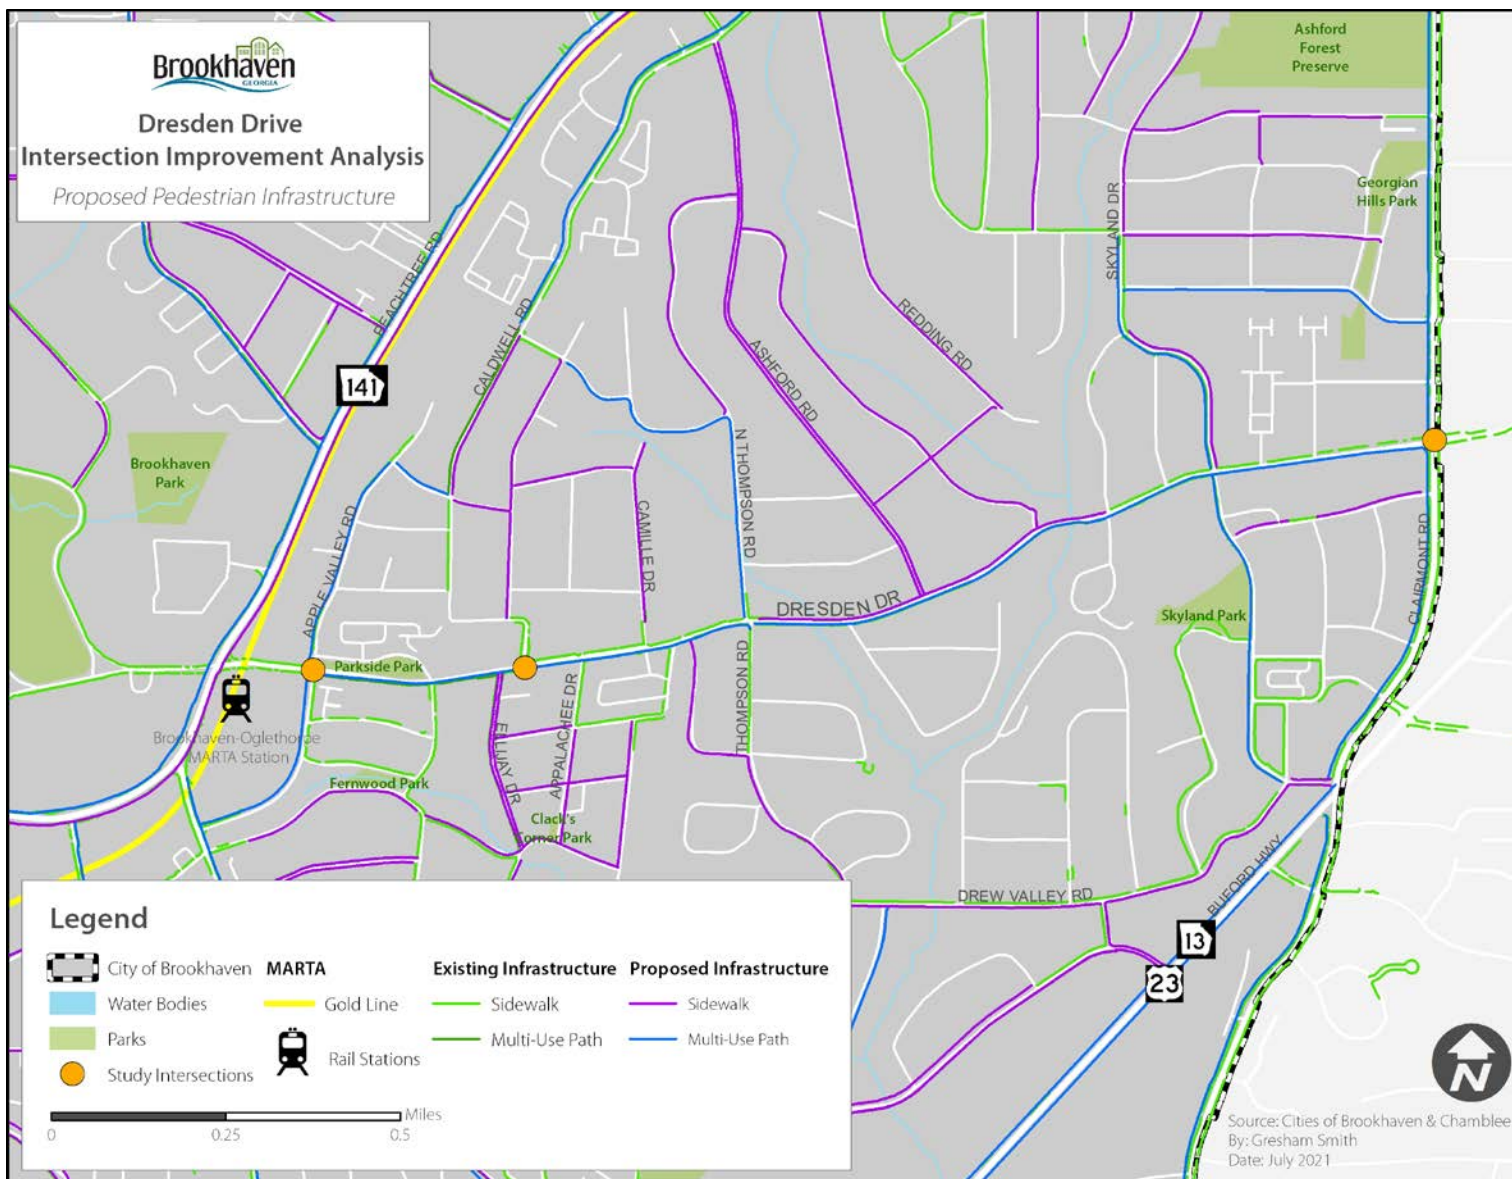 Brookhaven
GEORGIA
Dresden Drive
Intersection Improvement Analysis
Proposed Pedestrian Infrastructure
Ashford
Forest
Preserve
Georgian
Hills Park
SKYLAND DR
PEACHTREE RD
141
CALDWELL RD
REDDING RD
ASHFORD RD
N THOMPSON RD
Brookhaven
Park
APPLE VALLEY RD
CAMILLE DR
DRESDEN DR
CLAIRMONT RD
Skyland Park
Parkside Park
THOMPSON RD
Brookhaven-Oglethorpe
MARTA Station
ELLIJAY DR
APPALACHEE DR
Fernwood Park
Clack's
Corner Park
DREW VALLEY RD
BUFORD HWY
13
23
Legend
City of Brookhaven
Water Bodies
Parks
Study Intersections
MARTA
Gold Line
Rail Stations
Existing Infrastructure
Sidewalk
Multi-Use Path
Proposed Infrastructure
Sidewalk
Multi-Use Path
Miles
0 0.25 0.5
N
Source: Cities of Brookhaven & Chamblee
By: Gresham Smith
Date: July 2021